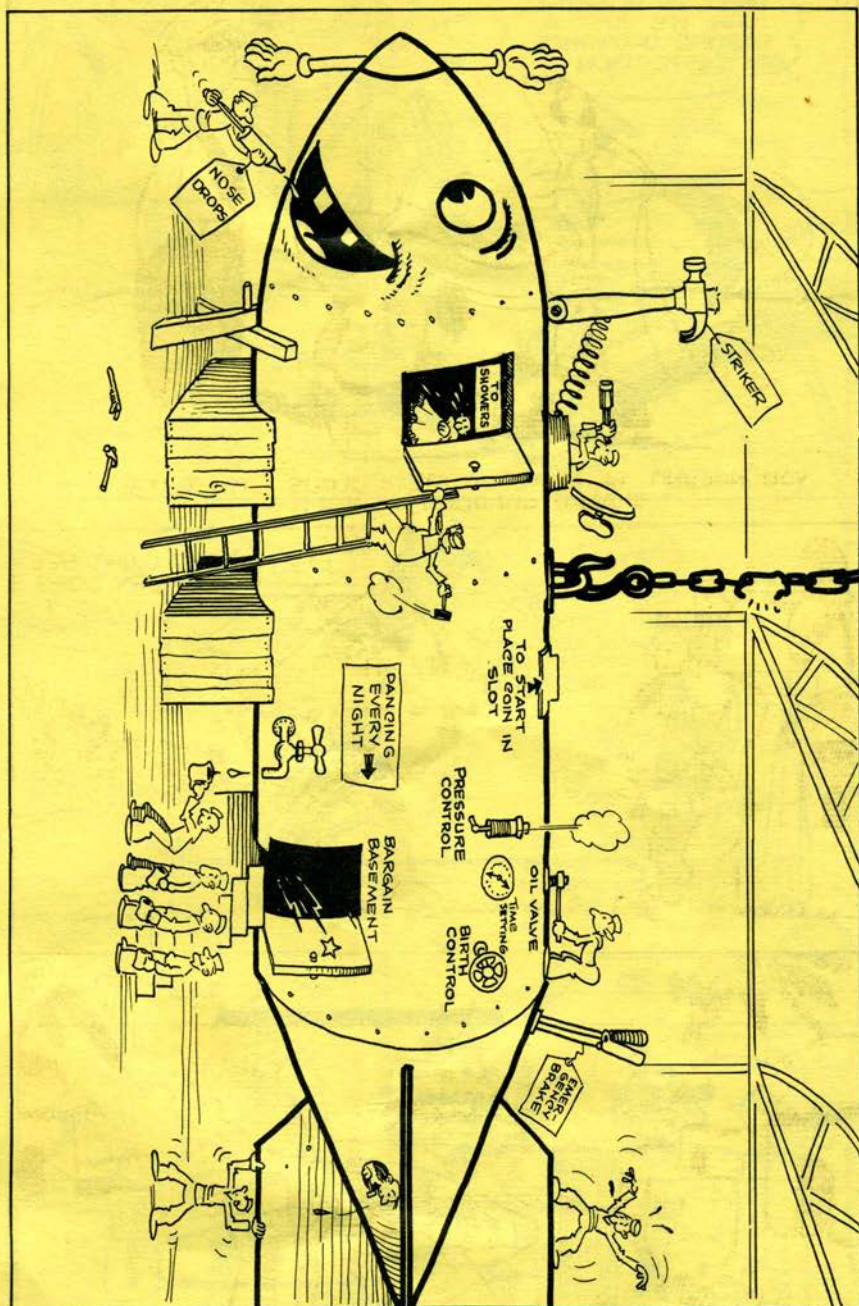 STRIKER
NOSE
DROPS
TO
SHOWERS
TO START
PLACE COIN IN
SLOT
DANCING
EVERY
NIGHT
PRESSURE
CONTROL
OIL VALVE
TIME
SETTING
BIRTH
CONTROL
BARGAIN
BASEMENT
EMER-
GENCY
BRAKE